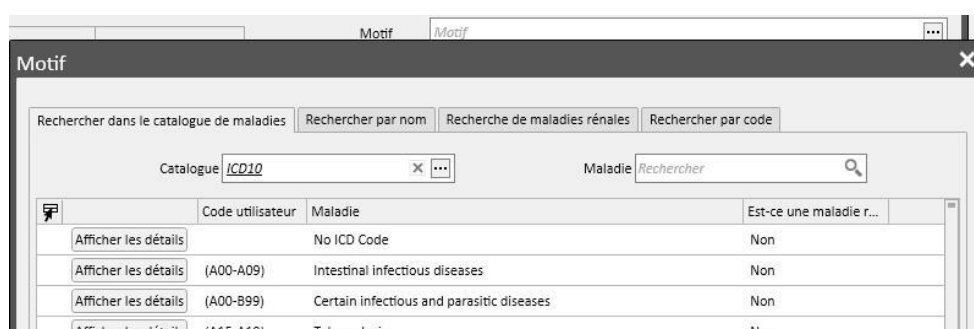 Motif Motif ...
Motif
Rechercher dans le catalogue de maladies Rechercher par nom Recherche de maladies rénales Rechercher par code
Catalogue ICD10 ... Maladie Rechercher
Code utilisateur Maladie Est-ce une maladie r...
Afficher les détails No ICD Code Non
Afficher les détails (A00-A09) Intestinal infectious diseases Non
Afficher les détails (A00-B99) Certain infectious and parasitic diseases Non